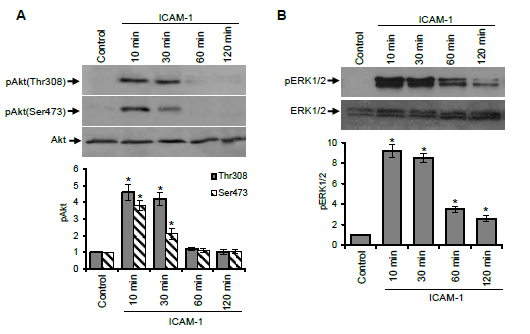 A
ICAM-1
Control
10 min
30 min
60 min
120 min
pAkt(Thr308)
pAkt(Ser473)
Akt
pAkt
6
5
4
3
2
1
0
Thr308
Ser473
* * * *
Control
10 min
30 min
60 min
120 min
ICAM-1
B
ICAM-1
Control
10 min
30 min
60 min
120 min
pERK1/2
ERK1/2
pERK1/2
10
8
6
4
2
0
* * * *
Control
10 min
30 min
60 min
120 min
ICAM-1